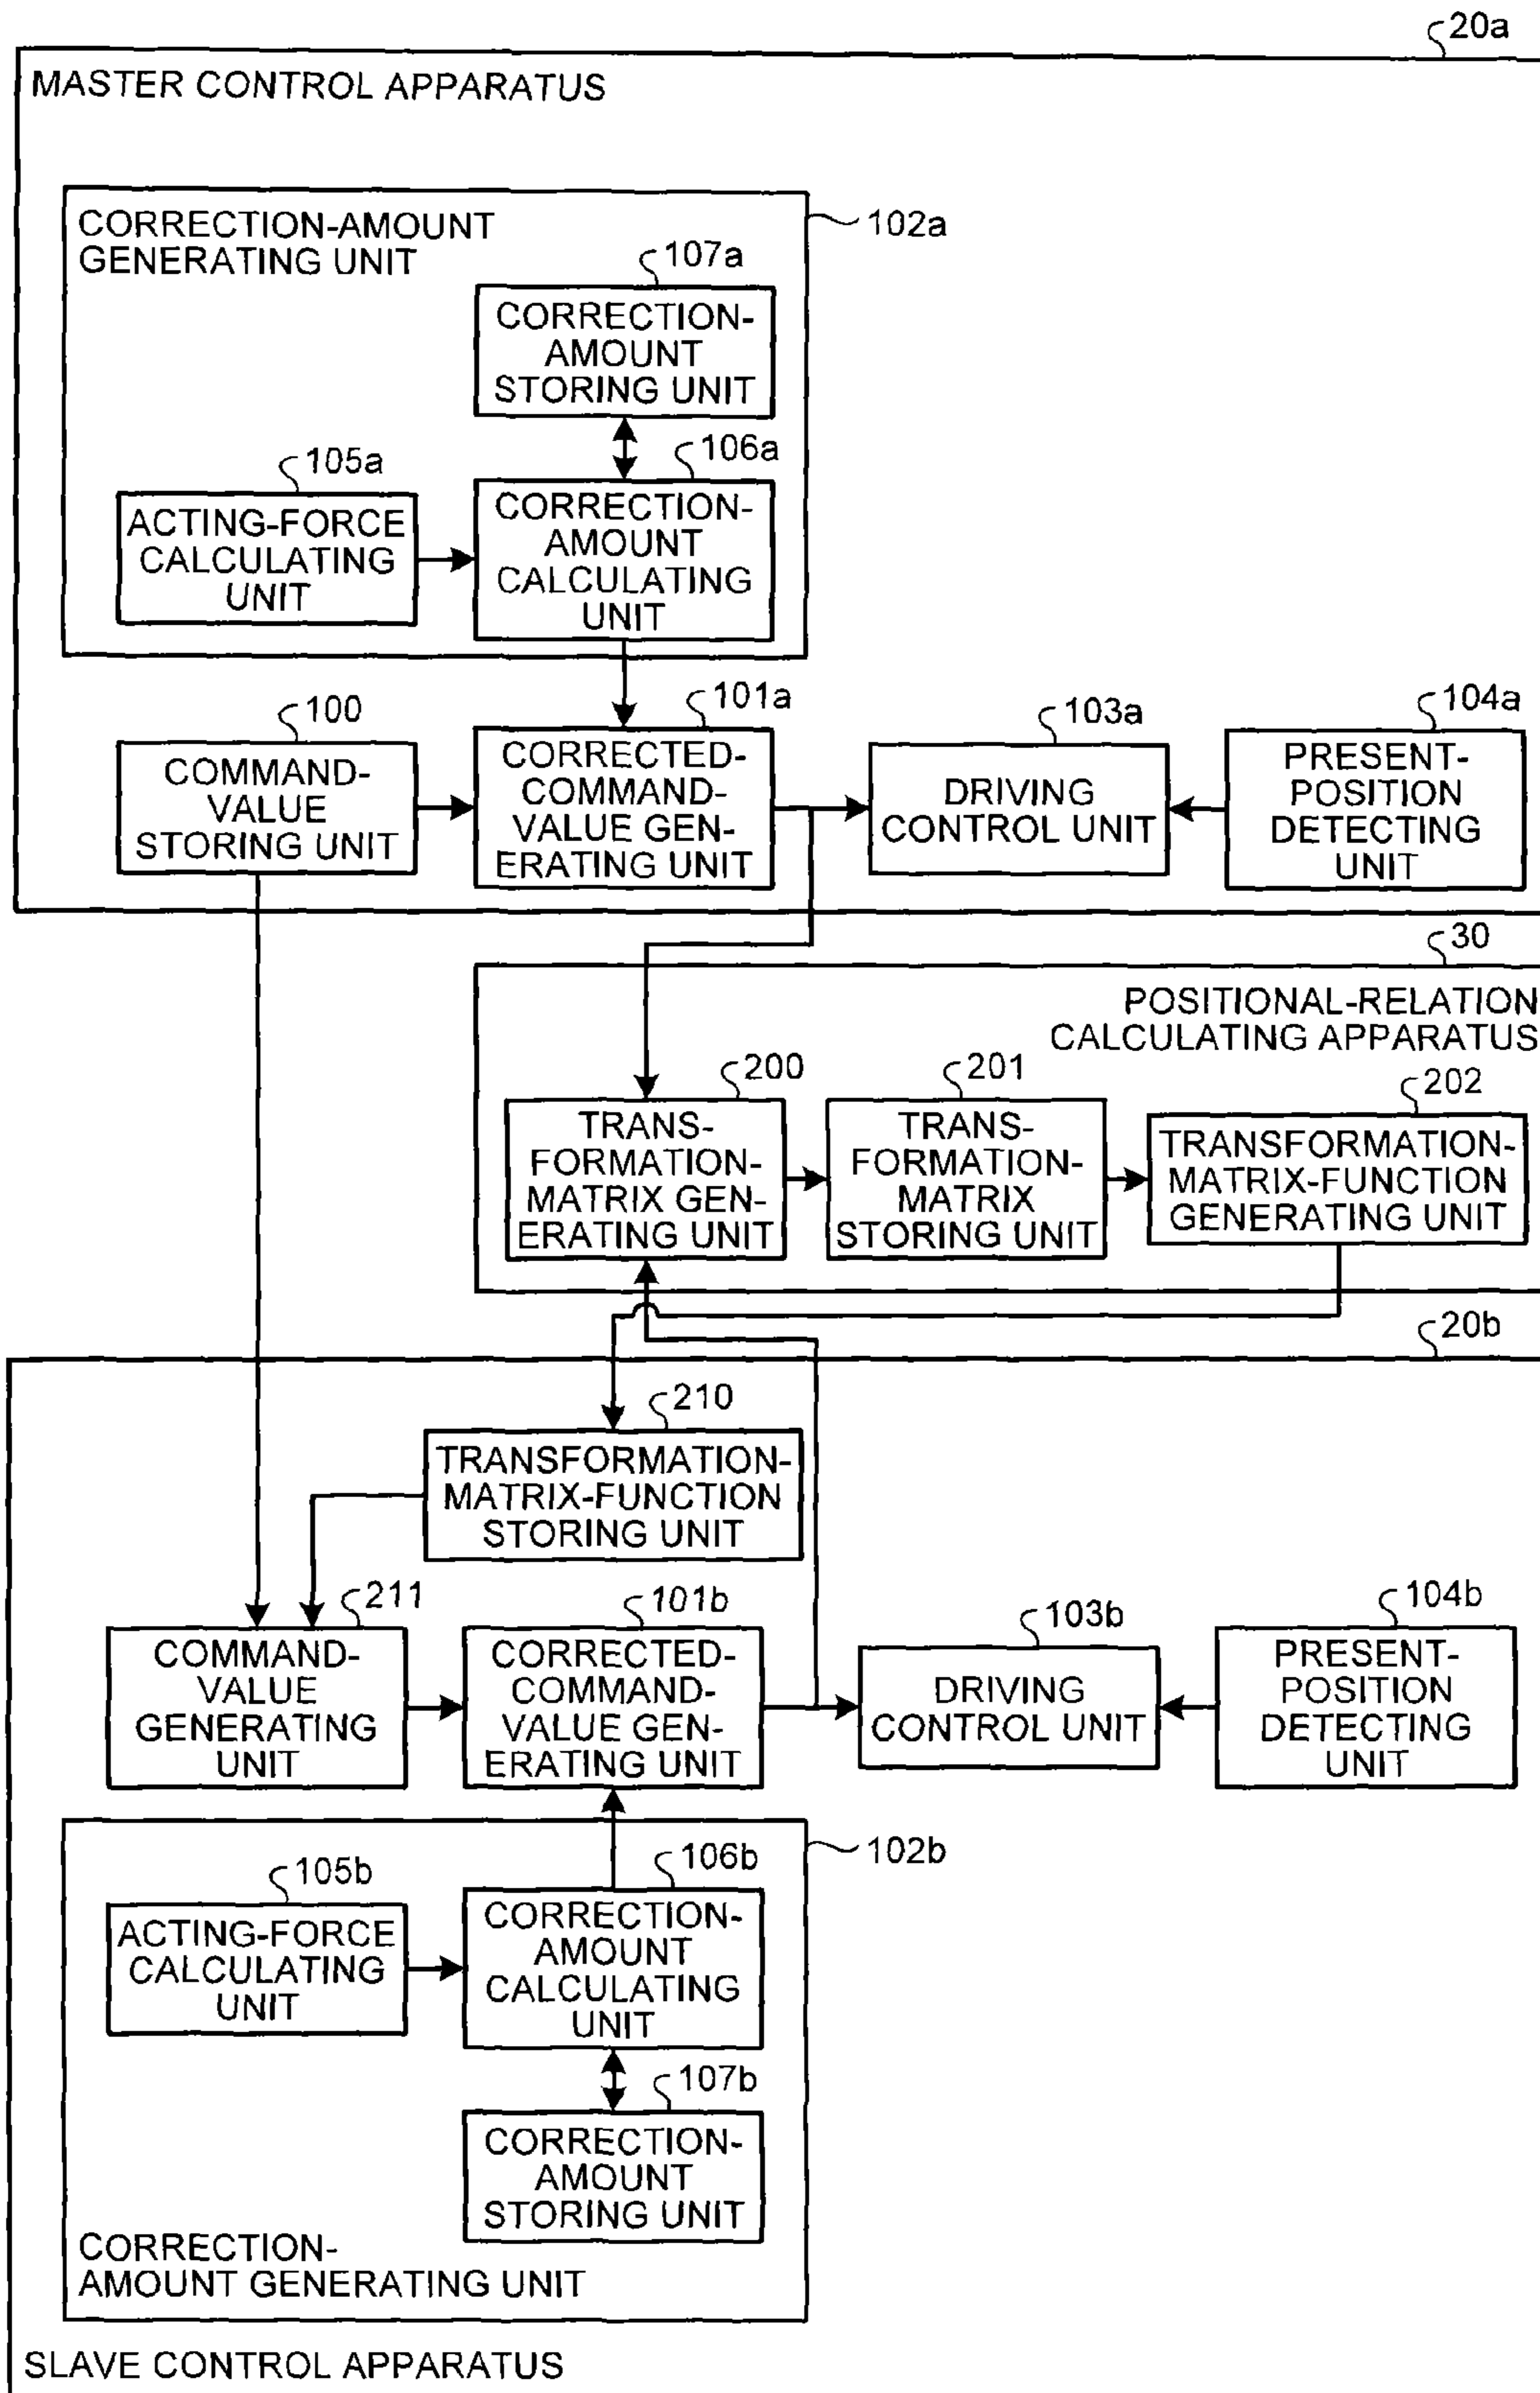 20a
MASTER CONTROL APPARATUS
CORRECTION-AMOUNT
GENERATING UNIT
102a
107a
CORRECTION-
AMOUNT
STORING UNIT
105a
106a
ACTING-FORCE
CALCULATING
UNIT
CORRECTION-
AMOUNT
CALCULATING
UNIT
100
101a
103a
104a
COMMAND-
VALUE
STORING UNIT
CORRECTED-
COMMAND-
VALUE GEN-
ERATING UNIT
DRIVING
CONTROL UNIT
PRESENT-
POSITION
DETECTING
UNIT
30
POSITIONAL-RELATION
CALCULATING APPARATUS
200
201
202
TRANS-
FORMATION-
MATRIX GEN-
ERATING UNIT
TRANS-
FORMATION-
MATRIX
STORING UNIT
TRANSFORMATION-
MATRIX-FUNCTION
GENERATING UNIT
20b
210
TRANSFORMATION-
MATRIX-FUNCTION
STORING UNIT
211
101b
103b
104b
COMMAND-
VALUE
GENERATING
UNIT
CORRECTED-
COMMAND-
VALUE GEN-
ERATING UNIT
DRIVING
CONTROL UNIT
PRESENT-
POSITION
DETECTING
UNIT
102b
105b
106b
ACTING-FORCE
CALCULATING
UNIT
CORRECTION-
AMOUNT
CALCULATING
UNIT
107b
CORRECTION-
AMOUNT
STORING UNIT
CORRECTION-
AMOUNT GENERATING UNIT
SLAVE CONTROL APPARATUS